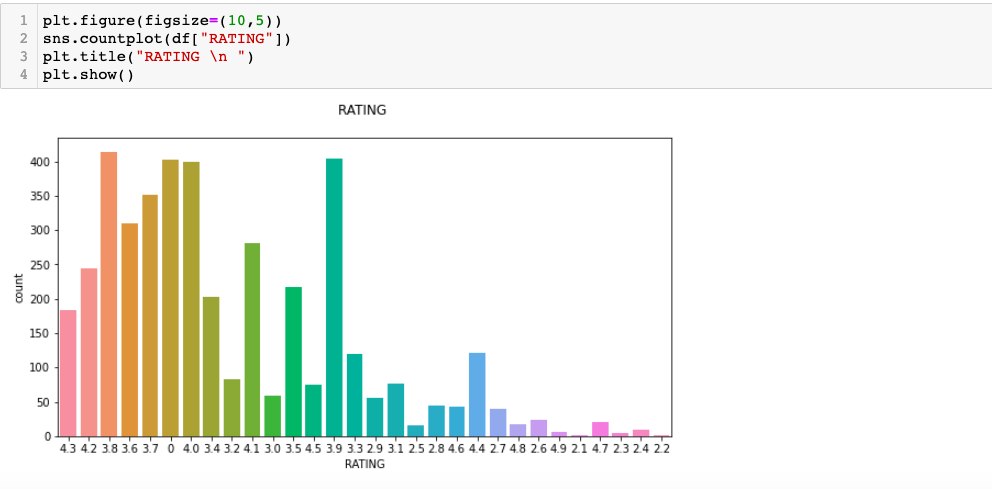 1 plt.figure(figsize=(10,5))
2 sns.countplot(df["RATING"])
3 plt.title("RATING \n ")
4 plt.show()
RATING
400
350
300
250
200
150
100
50
0
count
4.3 4.2 3.8 3.6 3.7 0 4.0 3.4 3.2 4.1 3.0 3.5 4.5 3.9 3.3 2.9 3.1 2.5 2.8 4.6 4.4 2.7 4.8 2.6 4.9 2.1 4.7 2.3 2.4 2.2
RATING